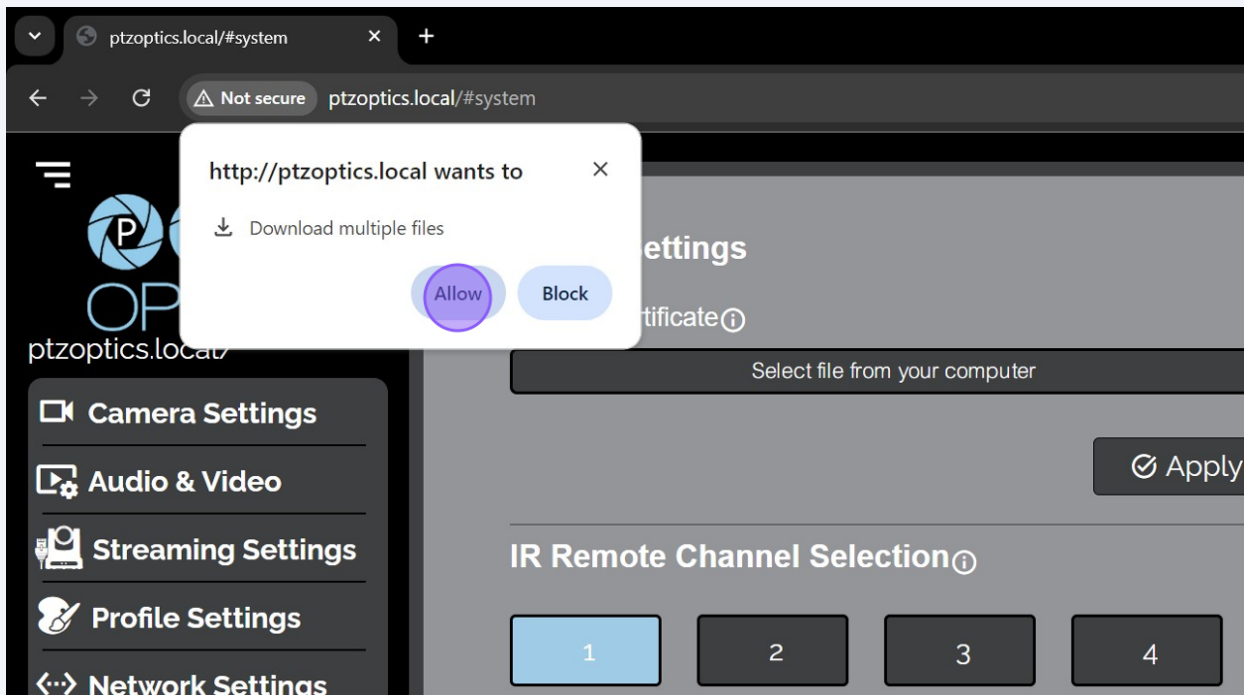 ptzoptics.local/#system
Not secure ptzoptics.local/#system
http://ptzoptics.local wants to
Download multiple files
Allow Block
P
OP
ptzoptics.local/
Camera Settings
Audio & Video
Streaming Settings
Profile Settings
Network Settings
ettings
tificate
Select file from your computer
Apply
IR Remote Channel Selection
1 2 3 4